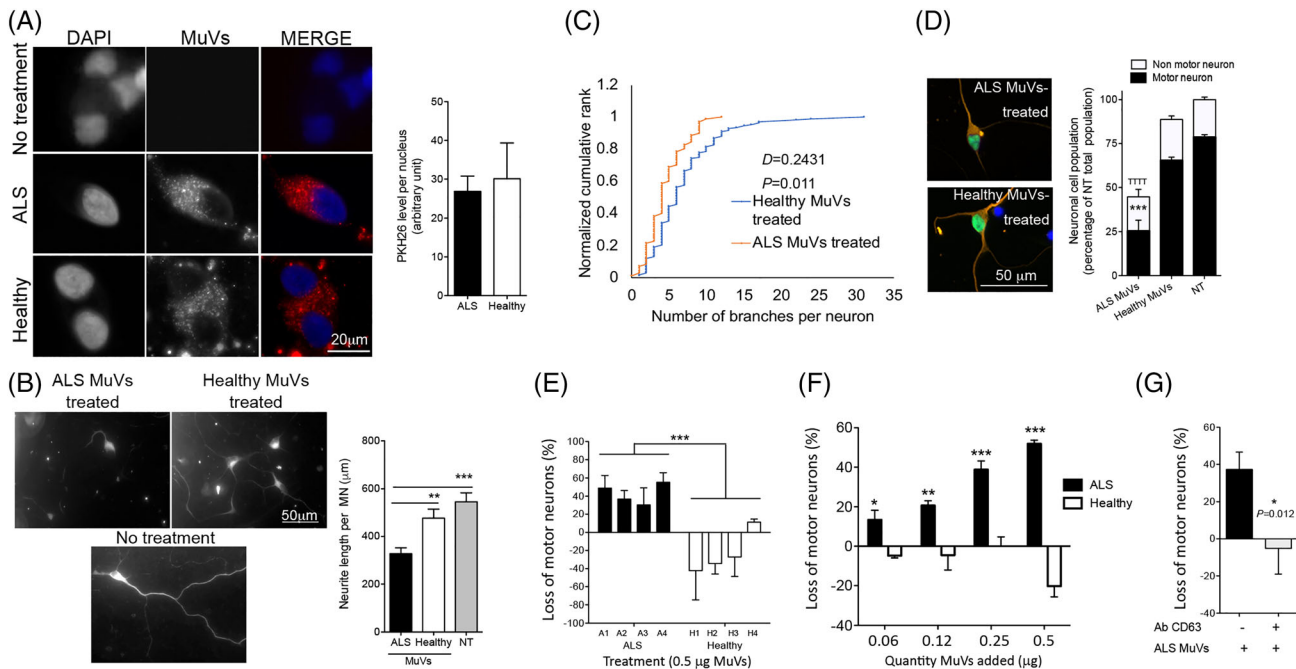 (A)
DAPI MuVs MERGE
No treatment
ALS
Healthy
20μm
PKH26 level per nucleus
(arbitrary unit)
50
40
30
20
10
0
ALS Healthy
(B)
ALS MuVs
treated
Healthy MuVs
treated
50μm
No treatment
Neurite length per MN (μm)
800
600
400
200
0
**
***
ALS Healthy NT
MuVs
(C)
Normalized cumulative rank
1
0.8
0.6
0.4
0.2
0
0 5 10 15 20 25 30 35
Number of branches per neuron
D=0.2431
P=0.011
Healthy MuVs
treated
ALS MuVs treated
(D)
ALS MuVs-
treated
Healthy MuVs-
treated
50 μm
Non motor neuron
Motor neuron
Neuronal cell population
(percentage of NT total population)
100
75
50
25
0
TTTT
***
ALS MuVs
Healthy MuVs
NT
(E)
Loss of motor neurons (%)
100
80
60
40
20
0
-20
-40
-60
-80
-100
***
A1 A2 A3 A4 H1 H2 H3 H4
ALS Healthy
Treatment (0.5 μg MuVs)
(F)
Loss of motor neurons (%)
60
40
20
0
-20
* ** *** ***
ALS
Healthy
0.06 0.12 0.25 0.5
Quantity MuVs added (μg)
(G)
Loss of motor neurons (%)
60
40
20
0
-20
-40
*
P=0.012
Ab CD63 - +
ALS MuVs + +